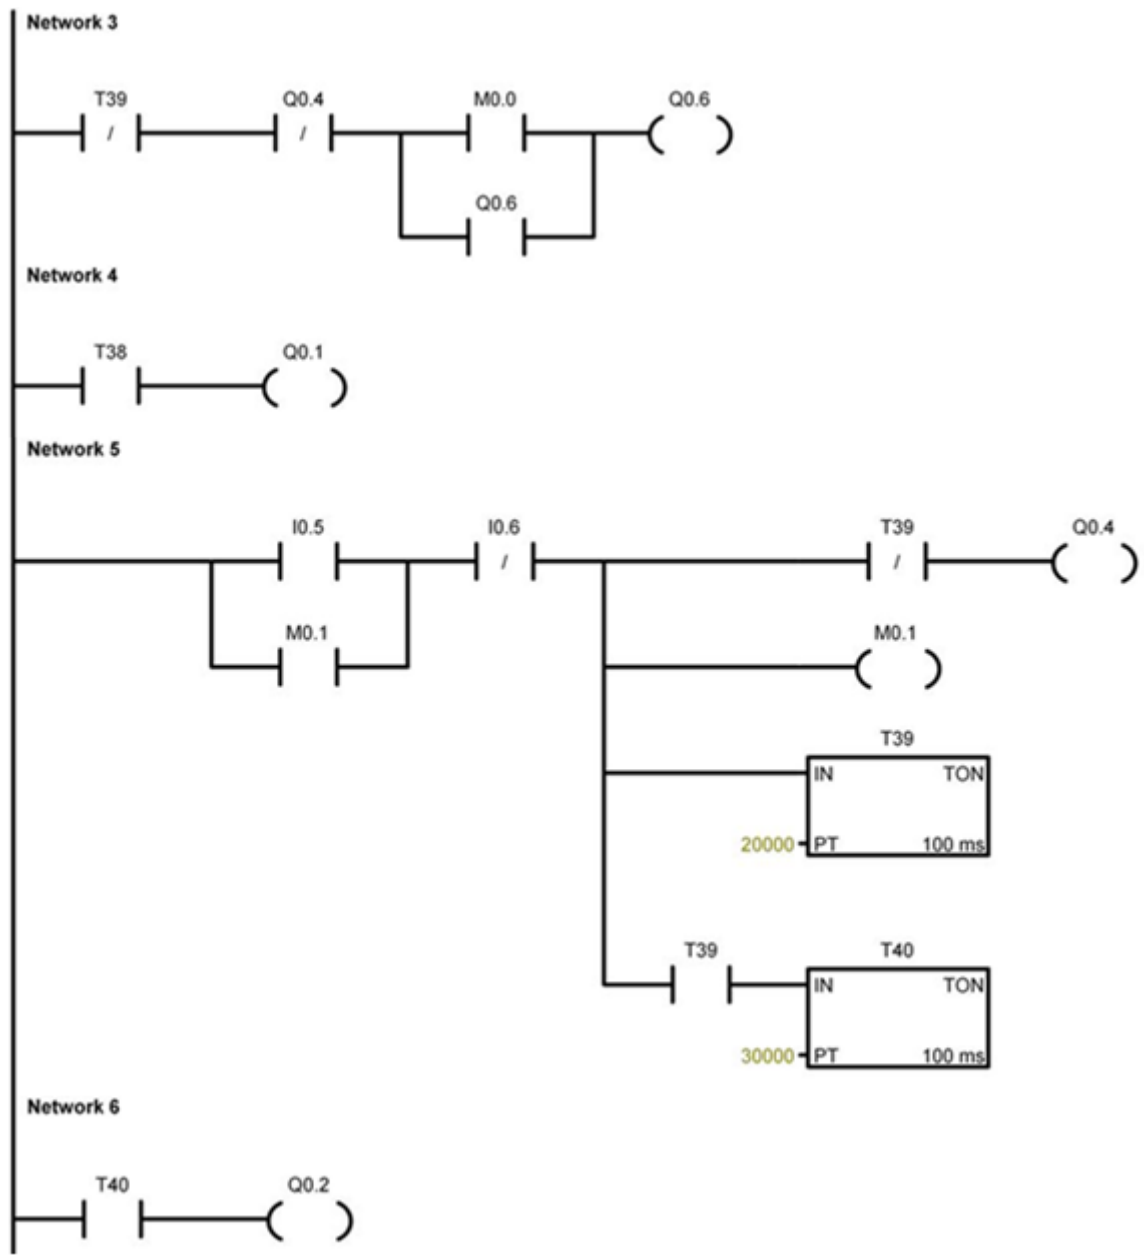 Network 3
T39 Q0.4 M0.0 Q0.6
/ /
Q0.6
Network 4
T38 Q0.1
Network 5
I0.5 I0.6 T39 Q0.4
/ /
M0.1 M0.1
T39
IN TON
20000 PT 100 ms
T39 T40
IN TON
30000 PT 100 ms
Network 6
T40 Q0.2